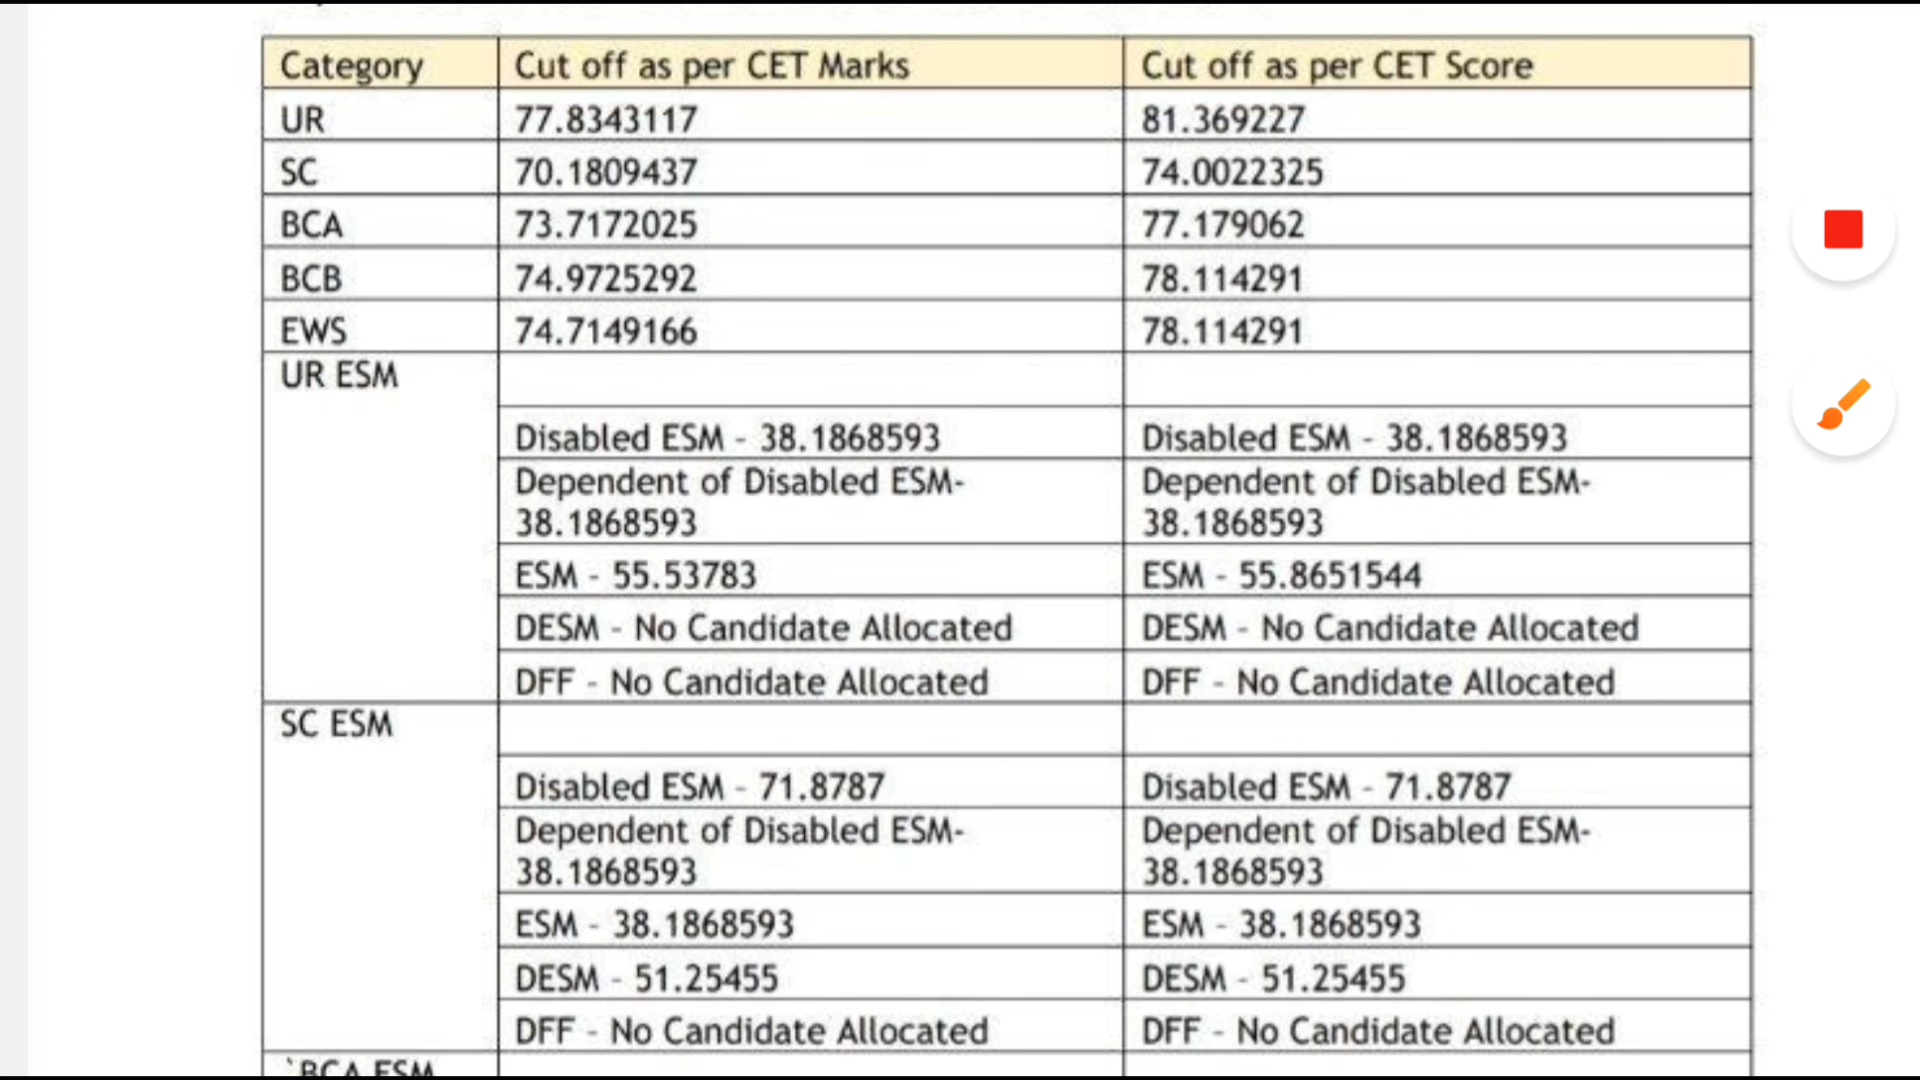 Category Cut off as per CET Marks Cut off as per CET Score
UR 77.8343117 81.369227
SC 70.1809437 74.0022325
BCA 73.7172025 77.179062
BCB 74.9725292 78.114291
EWS 74.7149166 78.114291
UR ESM
Disabled ESM - 38.1868593 Disabled ESM - 38.1868593
Dependent of Disabled ESM- Dependent of Disabled ESM-
38.1868593 38.1868593
ESM - 55.53783 ESM - 55.8651544
DESM - No Candidate Allocated DESM - No Candidate Allocated
DFF - No Candidate Allocated DFF - No Candidate Allocated
SC ESM
Disabled ESM - 71.8787 Disabled ESM - 71.8787
Dependent of Disabled ESM- Dependent of Disabled ESM-
38.1868593 38.1868593
ESM - 38.1868593 ESM - 38.1868593
DESM - 51.25455 DESM - 51.25455
DFF - No Candidate Allocated DFF - No Candidate Allocated
`BCA ESM